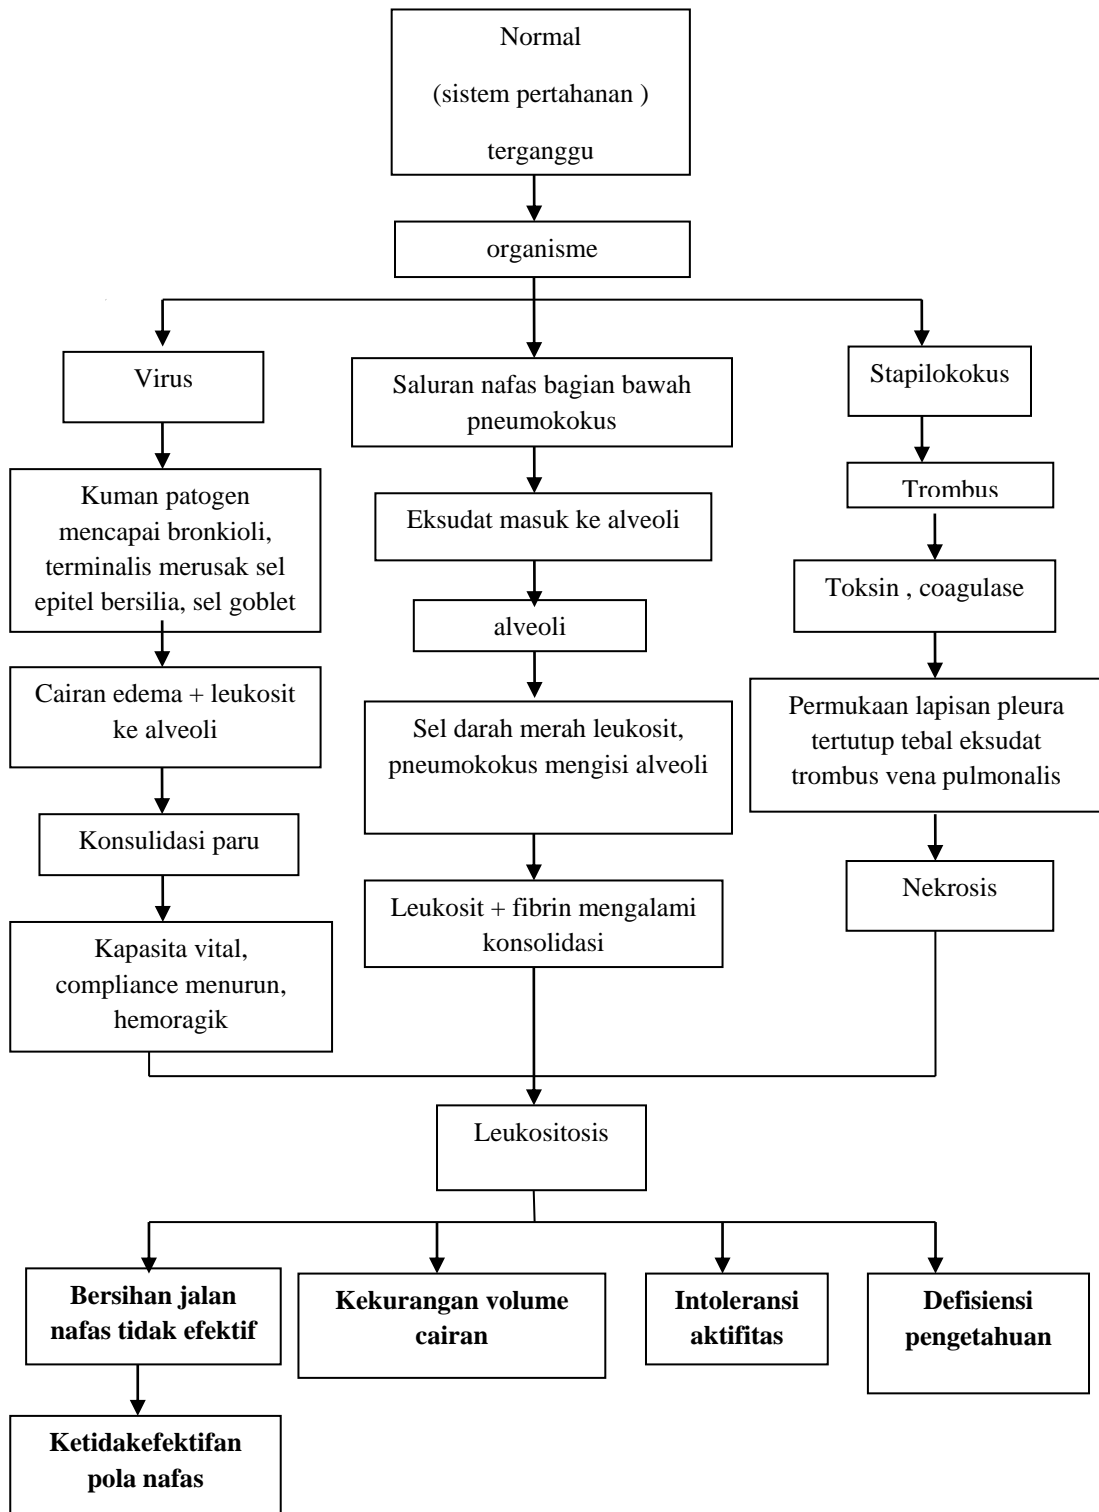 Normal
(sistem pertahanan )
terganggu
organisme
Virus
Saluran nafas bagian bawah
pneumokokus
Stapilokokus
Kuman patogen
mencapai bronkioli,
terminalis merusak sel
epitel bersilia, sel goblet
Eksudat masuk ke alveoli
Trombus
alveoli
Toksin , coagulase
Cairan edema + leukosit
ke alveoli
Sel darah merah leukosit,
pneumokokus mengisi alveoli
Permukaan lapisan pleura
tertutup tebal eksudat
trombus vena pulmonalis
Konsulidasi paru
Leukosit + fibrin mengalami
konsolidasi
Nekrosis
Kapasita vital,
compliance menurun,
hemoragik
Leukositosis
Bersihan jalan
nafas tidak efektif
Kekurangan volume
cairan
Intoleransi
aktifitas
Defisiensi
pengetahuan
Ketidakefektifan
pola nafas